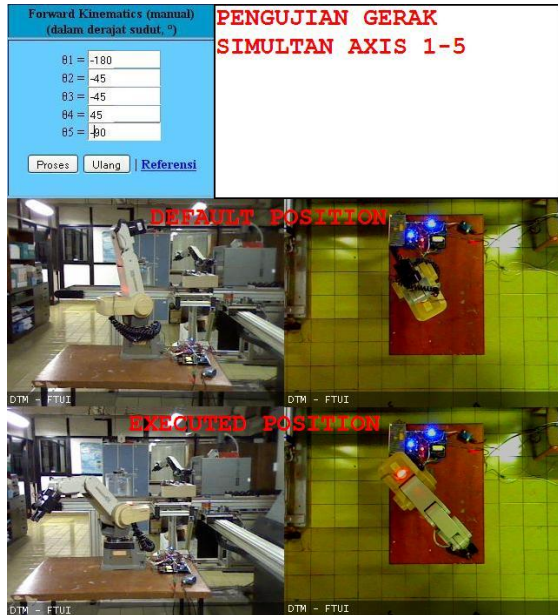 Forward Kinematics (manual)
(dalam derajat sudut, °)
θ1 = -180
θ2 = -45
θ3 = -45
θ4 = 45
θ5 = -90
Proses Ulang | Referensi
PENGUJIAN GERAK
SIMULTAN AXIS 1-5
DEFAULT POSITION
DTM - FTUI
DTM - FTUI
EXECUTED POSITION
DTM - FTUI
DTM - FTUI